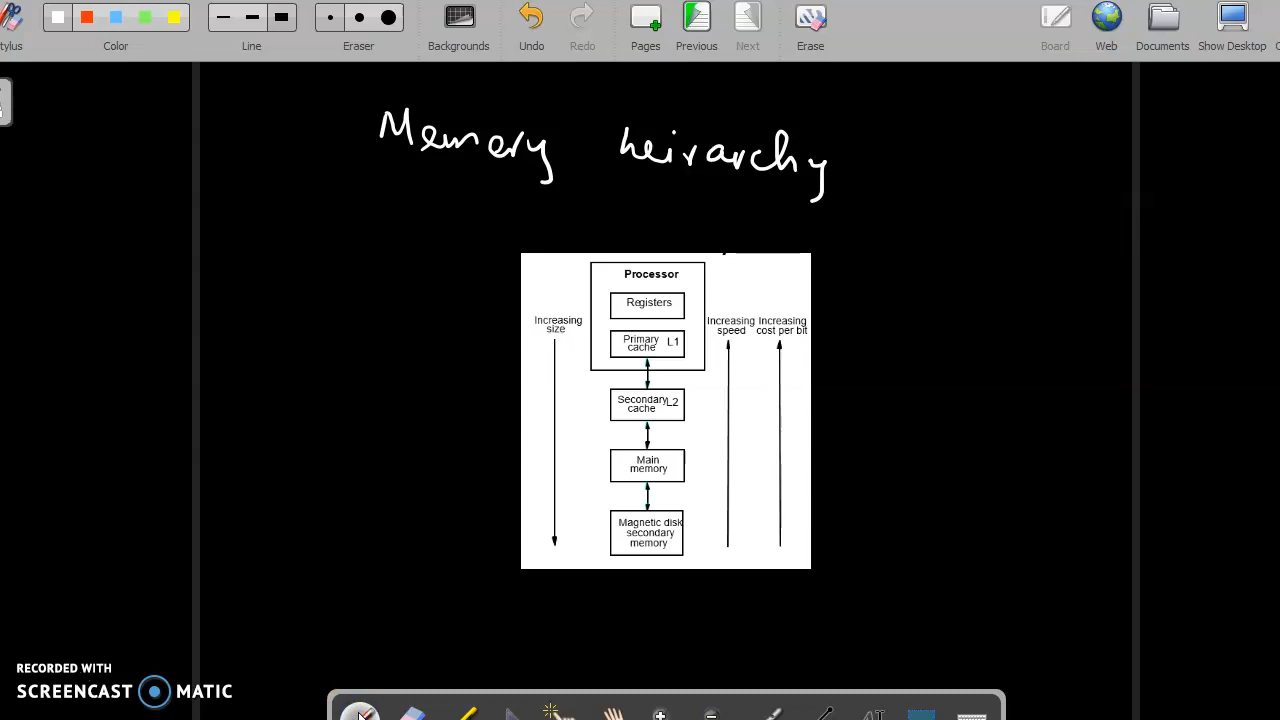 Color
Line
Eraser
Backgrounds
Undo
Redo
Pages
Previous
Next
Erase
Board
Web
Documents
Show Desktop
Memory heirarchy
Processor
Registers
Primary cache L1
Increasing size
Increasing speed
Increasing cost per bit
Secondary cache L2
Main memory
Magnetic disk secondary memory
RECORDED WITH
SCREENCAST MATIC